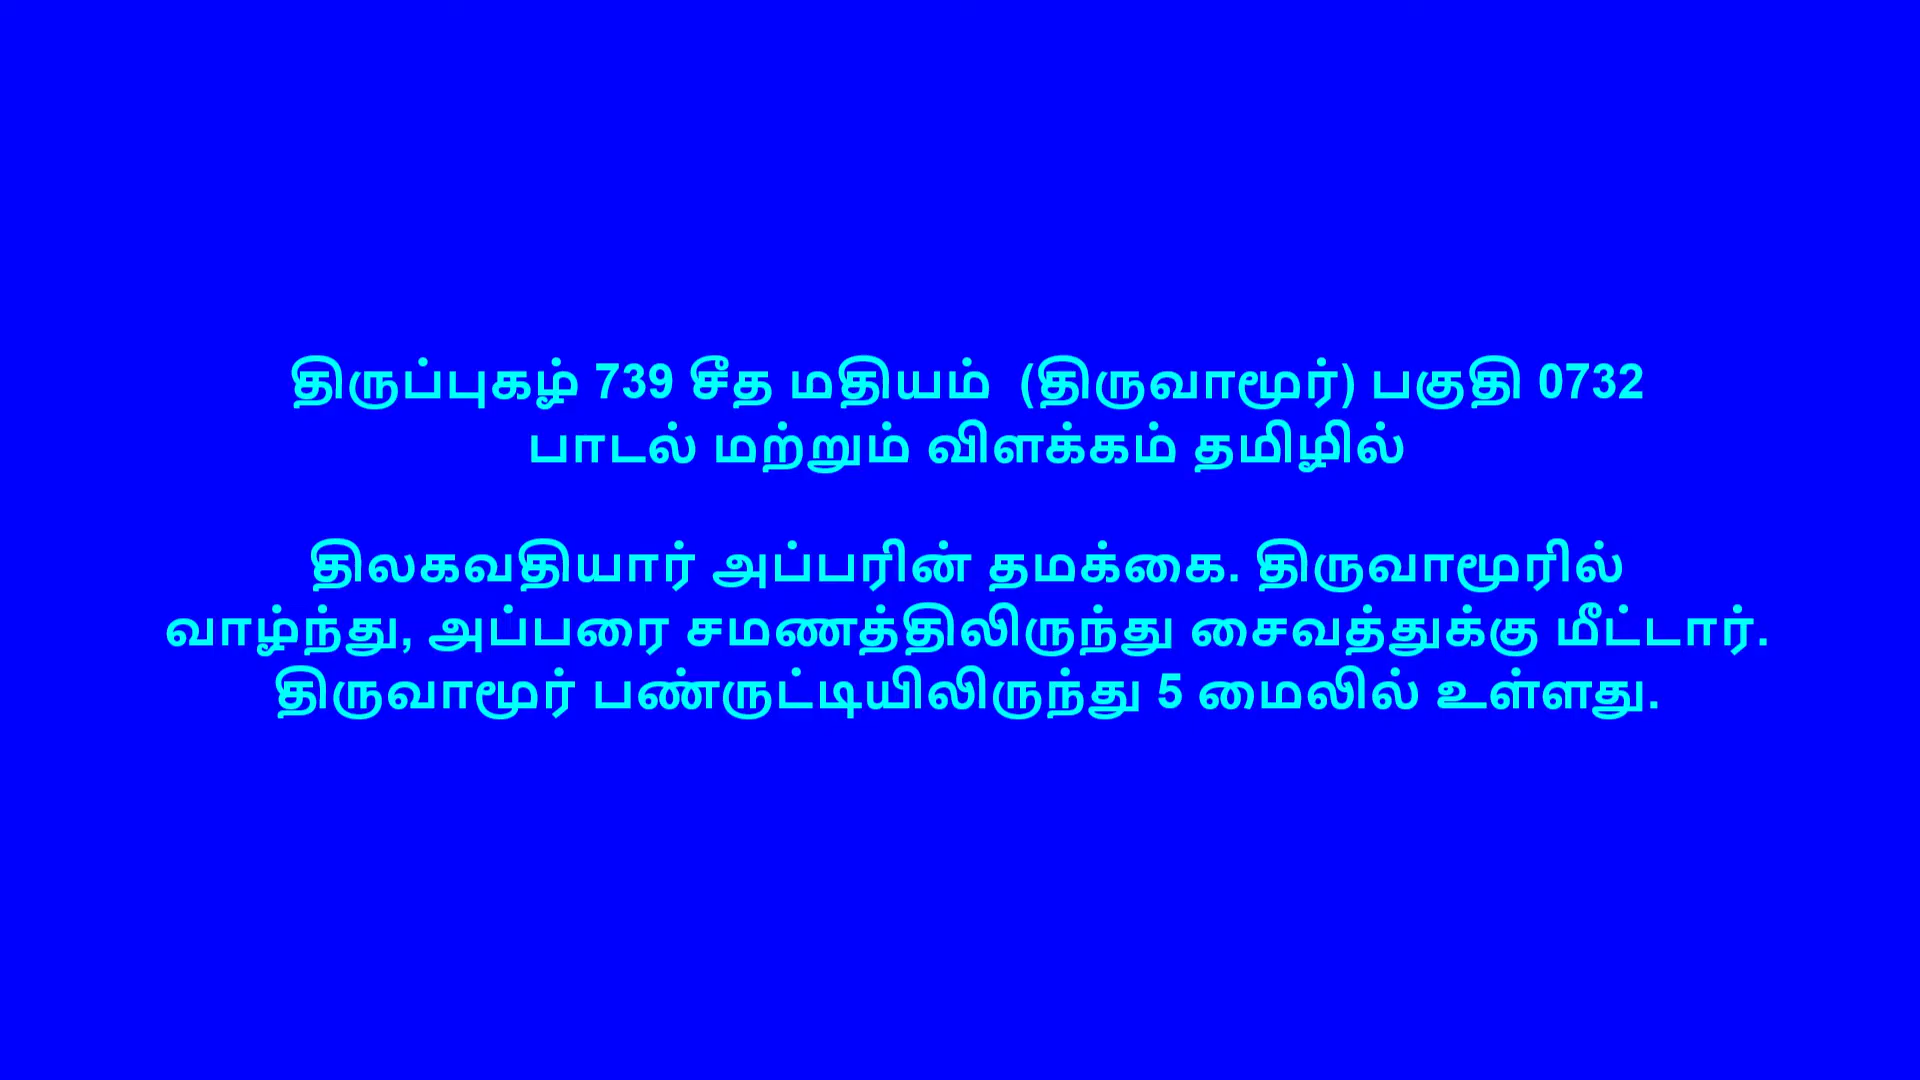 திருப்புகழ் 739 சீத மதியம்  (திருவாமூர்) பகுதி 0732
பாடல் மற்றும் விளக்கம் தமிழில்
திலகவதியார் அப்பரின் தமக்கை. திருவாமூரில்
வாழ்ந்து, அப்பரை சமணத்திலிருந்து சைவத்துக்கு மீட்டார்.
திருவாமூர் பண்ருட்டியிலிருந்து 5 மைலில் உள்ளது.